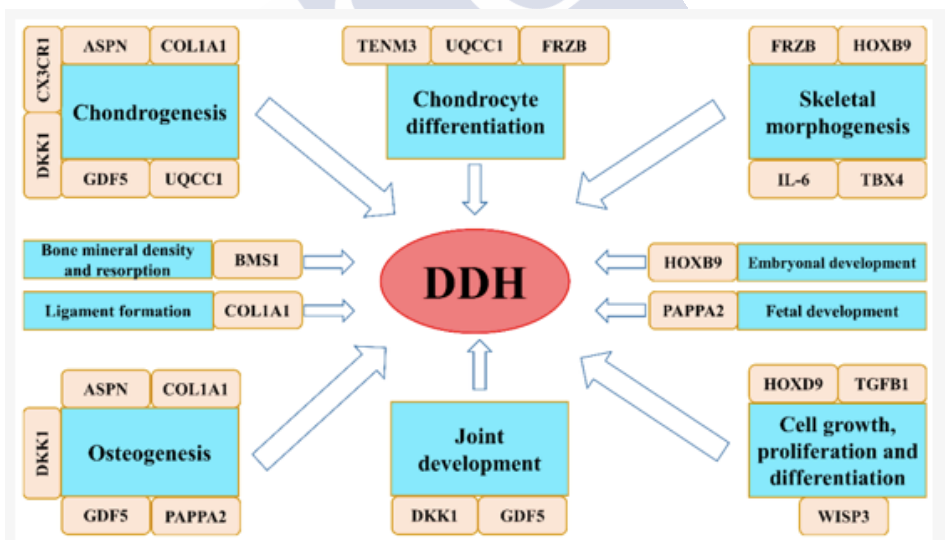 ASPN COL1A1
CX3CR1
DKK1
Chondrogenesis
GDF5 UQCC1
TENM3 UQCC1 FRZB
Chondrocyte
differentiation
FRZB HOXB9
Skeletal
morphogenesis
IL-6 TBX4
Bone mineral density
and resorption
BMS1
Ligament formation
COL1A1
DDH
HOXB9
Embryonal development
PAPPA2
Fetal development
ASPN COL1A1
DKK1
Osteogenesis
GDF5 PAPPA2
Joint
development
DKK1 GDF5
HOXD9 TGFB1
Cell growth,
proliferation and
differentiation
WISP3